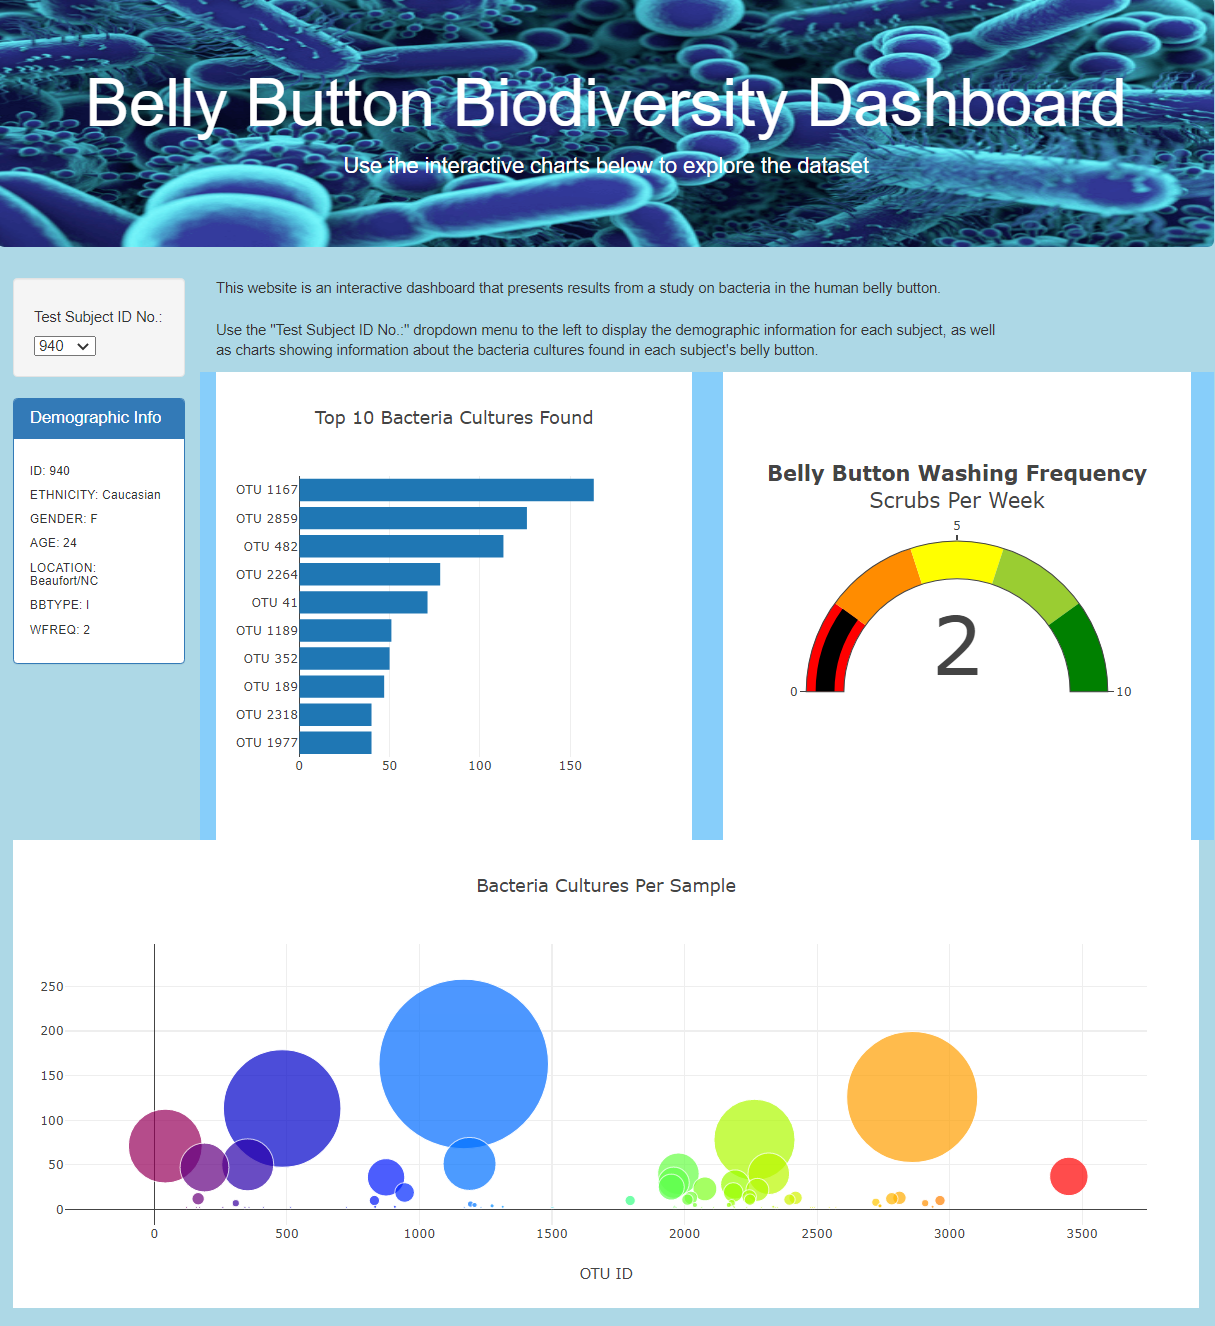 Belly Button Biodiversity Dashboard
Use the interactive charts below to explore the dataset
Test Subject ID No.:
940
Demographic Info
ID: 940
ETHNICITY: Caucasian
GENDER: F
AGE: 24
LOCATION:
Beaufort/NC
BBTYPE: I
WFREQ: 2
This website is an interactive dashboard that presents results from a study on bacteria in the human belly button.
Use the "Test Subject ID No.:" dropdown menu to the left to display the demographic information for each subject, as well
as charts showing information about the bacteria cultures found in each subject's belly button.
Top 10 Bacteria Cultures Found
OTU 1167
OTU 2859
OTU 482
OTU 2264
OTU 41
OTU 1189
OTU 352
OTU 189
OTU 2318
OTU 1977
0 50 100 150
Belly Button Washing Frequency
Scrubs Per Week
5
2
0 10
Bacteria Cultures Per Sample
250
200
150
100
50
0
0 500 1000 1500 2000 2500 3000 3500
OTU ID